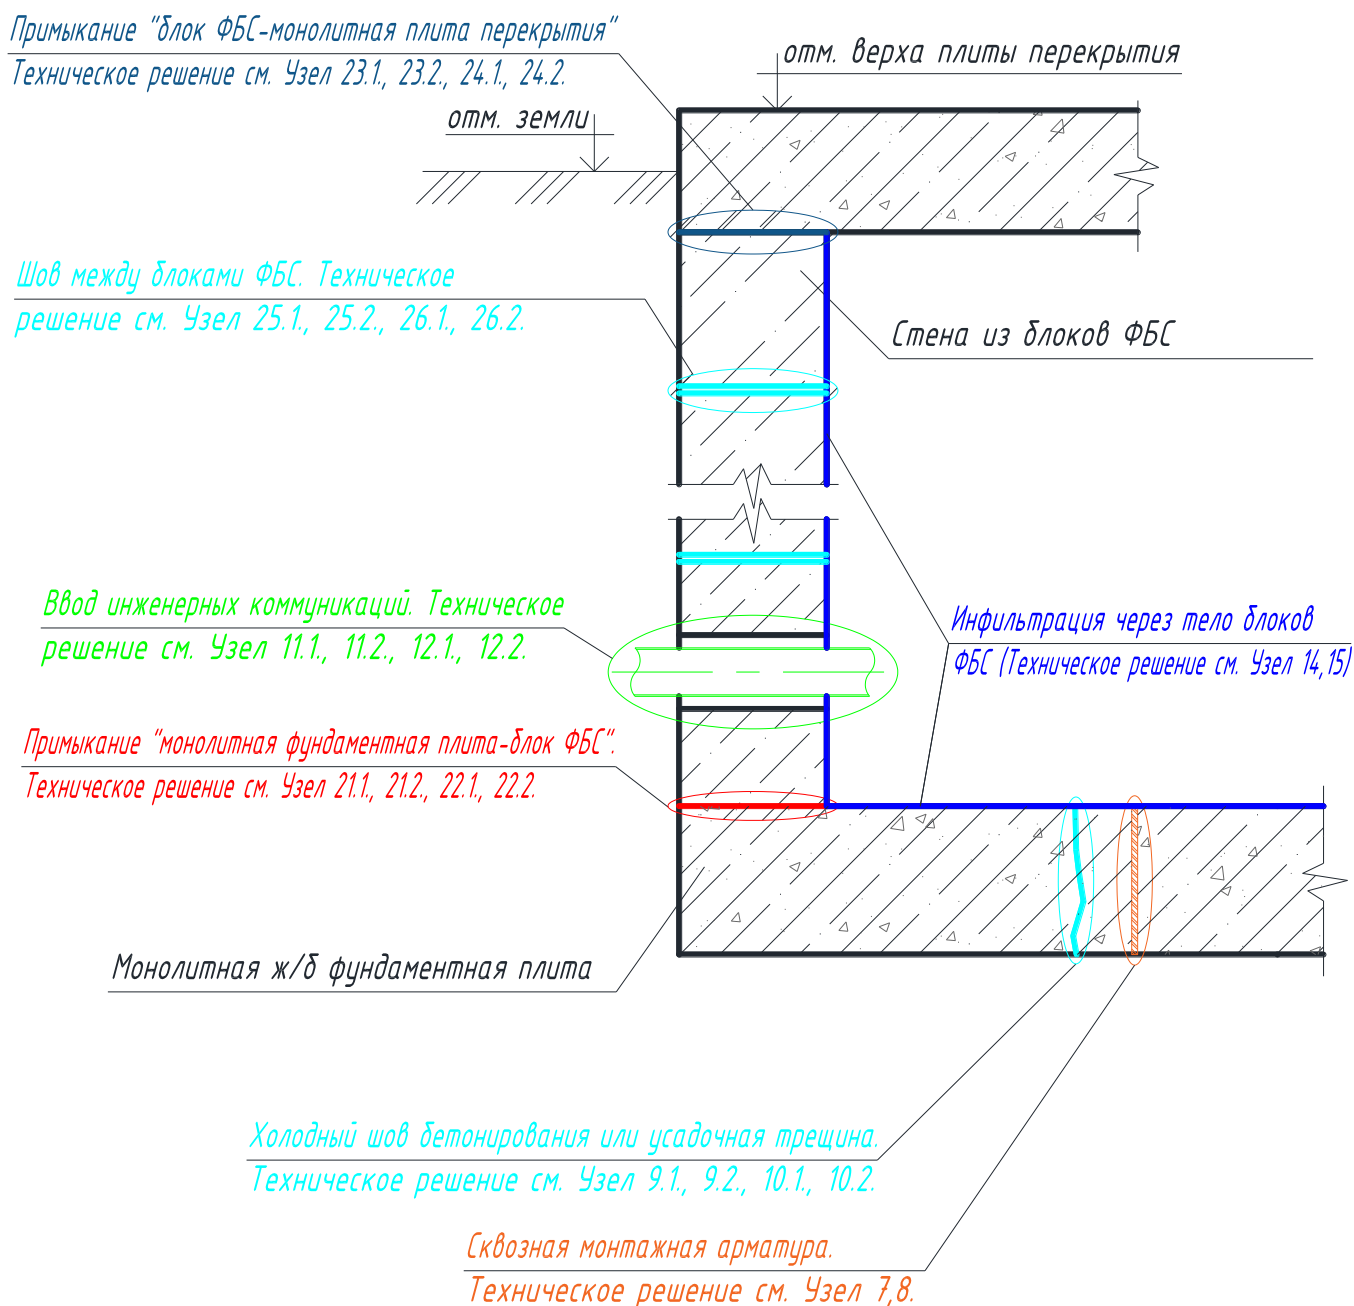 Примыкание "блок ФБС-монолитная плита перекрытия"
Техническое решение см. Узел 23.1., 23.2., 24.1., 24.2.
отм. верха плиты перекрытия
отм. земли
Шов между блоками ФБС. Техническое
решение см. Узел 25.1., 25.2., 26.1., 26.2.
Стена из блоков ФБС
Ввод инженерных коммуникаций. Техническое
решение см. Узел 11.1., 11.2., 12.1., 12.2.
Инфильтрация через тело блоков
ФБС (Техническое решение см. Узел 14,15)
Примыкание "монолитная фундаментная плита-блок ФБС".
Техническое решение см. Узел 21.1., 21.2., 22.1., 22.2.
Монолитная ж/б фундаментная плита
Холодный шов бетонирования или усадочная трещина.
Техническое решение см. Узел 9.1., 9.2., 10.1., 10.2.
Сквозная монтажная арматура.
Техническое решение см. Узел 7,8.